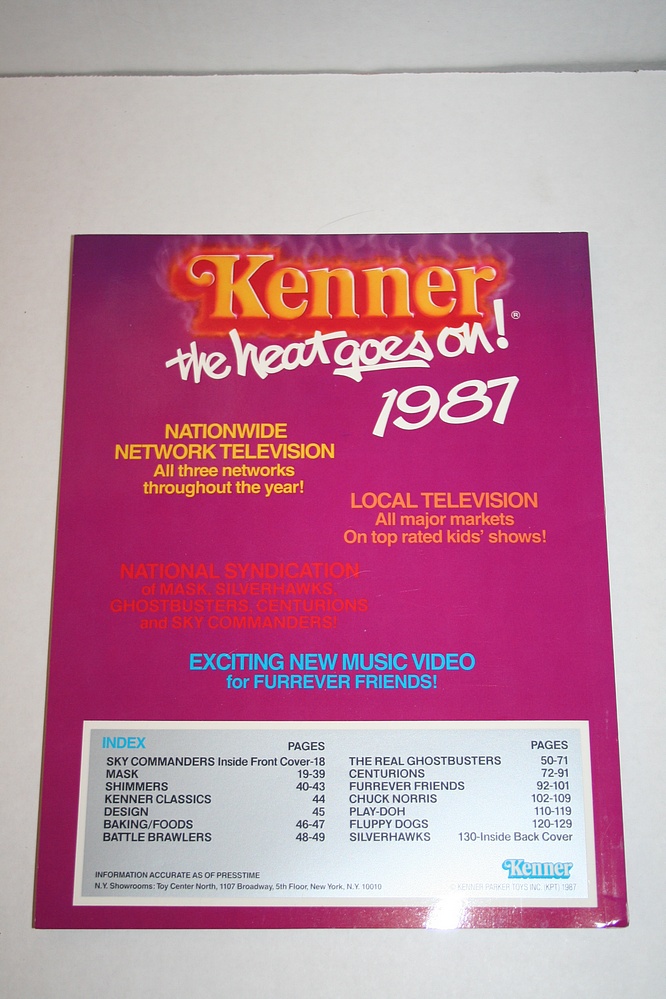 Kenner®
the heat goes on!
1987
NATIONWIDE
NETWORK TELEVISION
All three networks
throughout the year!
LOCAL TELEVISION
All major markets
On top rated kids' shows!
NATIONAL SYNDICATION
of MASK, SILVERHAWKS,
GHOSTBUSTERS, CENTURIONS
and SKY COMMANDERS!
EXCITING NEW MUSIC VIDEO
for FURREVER FRIENDS!
INDEX
PAGES
SKY COMMANDERS Inside Front Cover-18
MASK 19-39
SHIMMERS 40-43
KENNER CLASSICS 44
DESIGN 45
BAKING/FOODS 46-47
BATTLE BRAWLERS 48-49
PAGES
THE REAL GHOSTBUSTERS 50-71
CENTURIONS 72-91
FURREVER FRIENDS 92-101
CHUCK NORRIS 102-109
PLAY-DOH 110-119
FLUPPY DOGS 120-129
SILVERHAWKS 130-Inside Back Cover
INFORMATION ACCURATE AS OF PRESSTIME
N.Y. Showrooms: Toy Center North, 1107 Broadway, 5th Floor, New York, N.Y. 10010
Kenner
© KENNER PARKER TOYS INC. (KPT) 1987